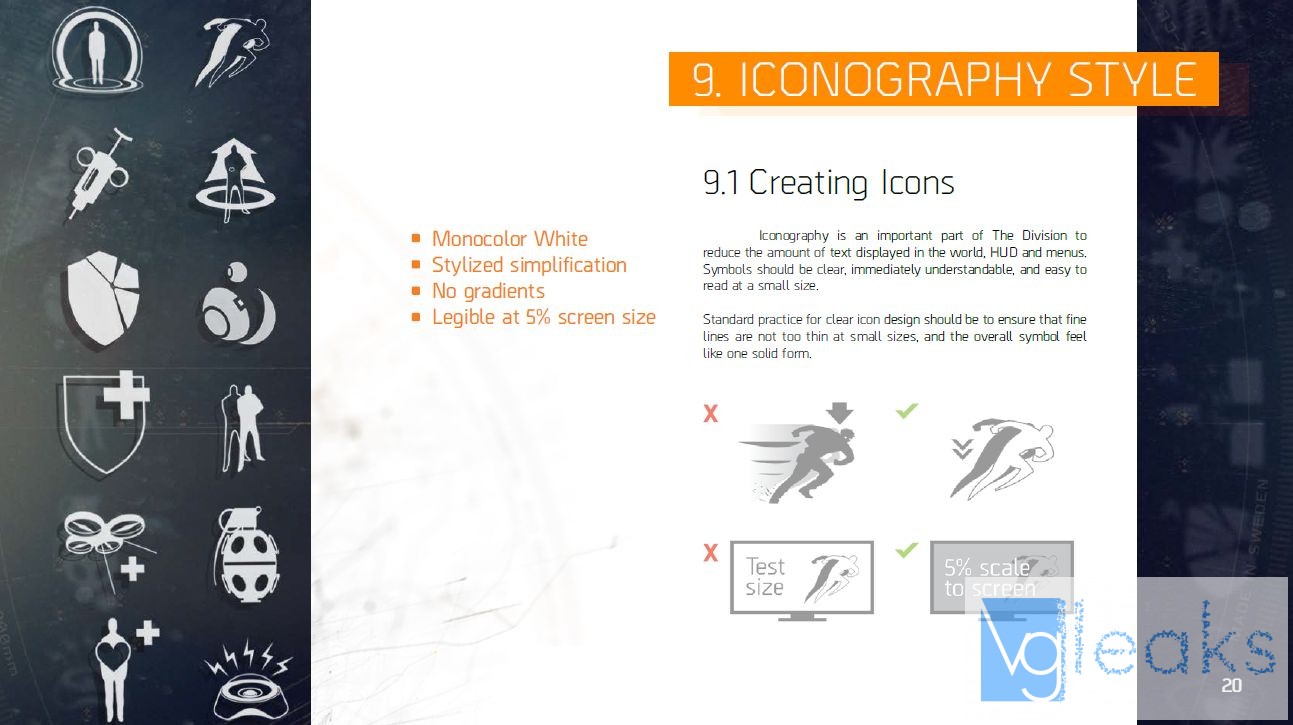 9. ICONOGRAPHY STYLE
9.1 Creating Icons
Monocolor White
Stylized simplification
No gradients
Legible at 5% screen size
Iconography is an important part of The Division to
reduce the amount of text displayed in the world, HUD and menus.
Symbols should be clear, immediately understandable, and easy to
read at a small size.
Standard practice for clear icon design should be to ensure that fine
lines are not too thin at small sizes, and the overall symbol feel
like one solid form.
X
X
Test
size
5% scale
to screen
vgleaks
20
MADE IN SWEDEN